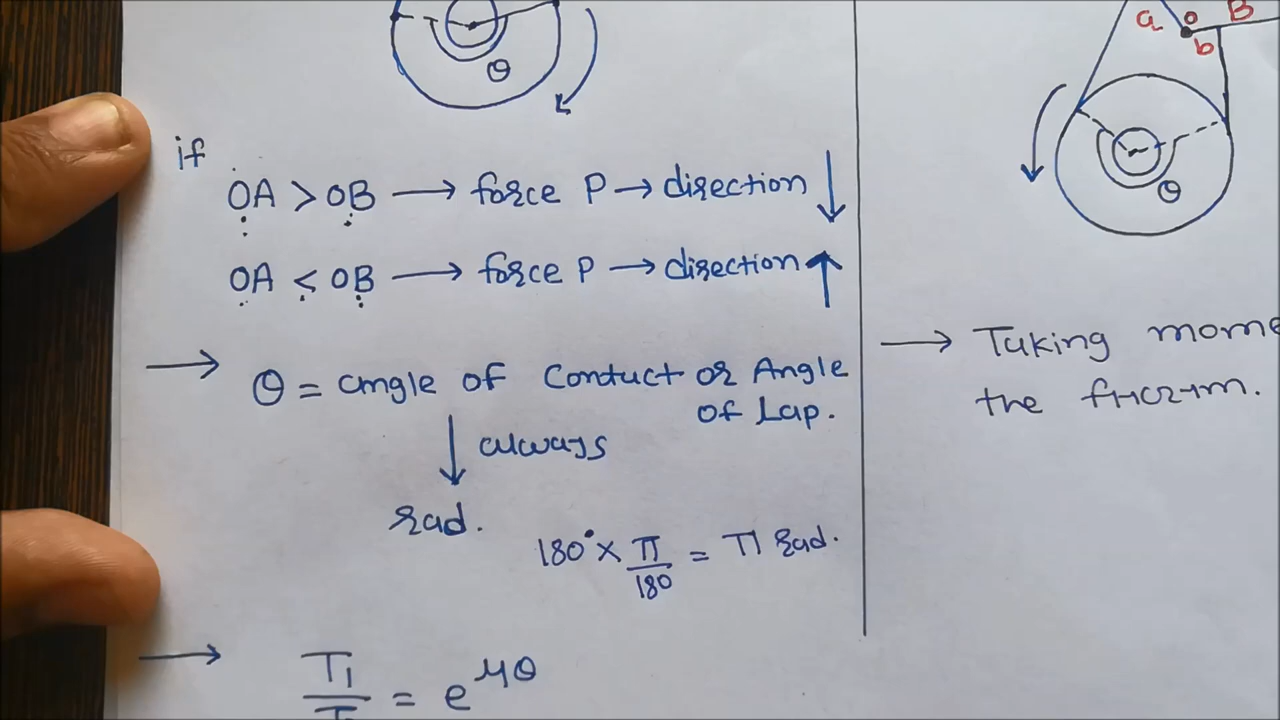 θ
if
OA > OB → force P → direction ↓
OA < OB → force P → direction ↑
→ θ = angle of Contact or Angle
of Lap.
↓ always
rad.
180° × π/180 = π rad.
→ T1/T = e^μθ
a o B
b
θ
→ Taking mome
the fulcrum.